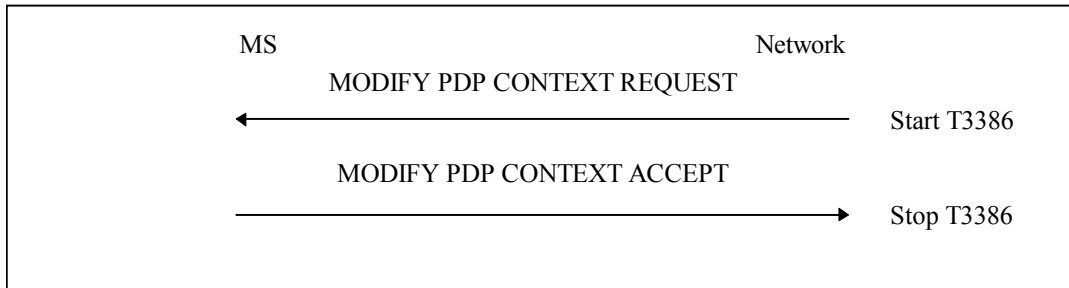 MS Network
MODIFY PDP CONTEXT REQUEST
Start T3386
MODIFY PDP CONTEXT ACCEPT
Stop T3386